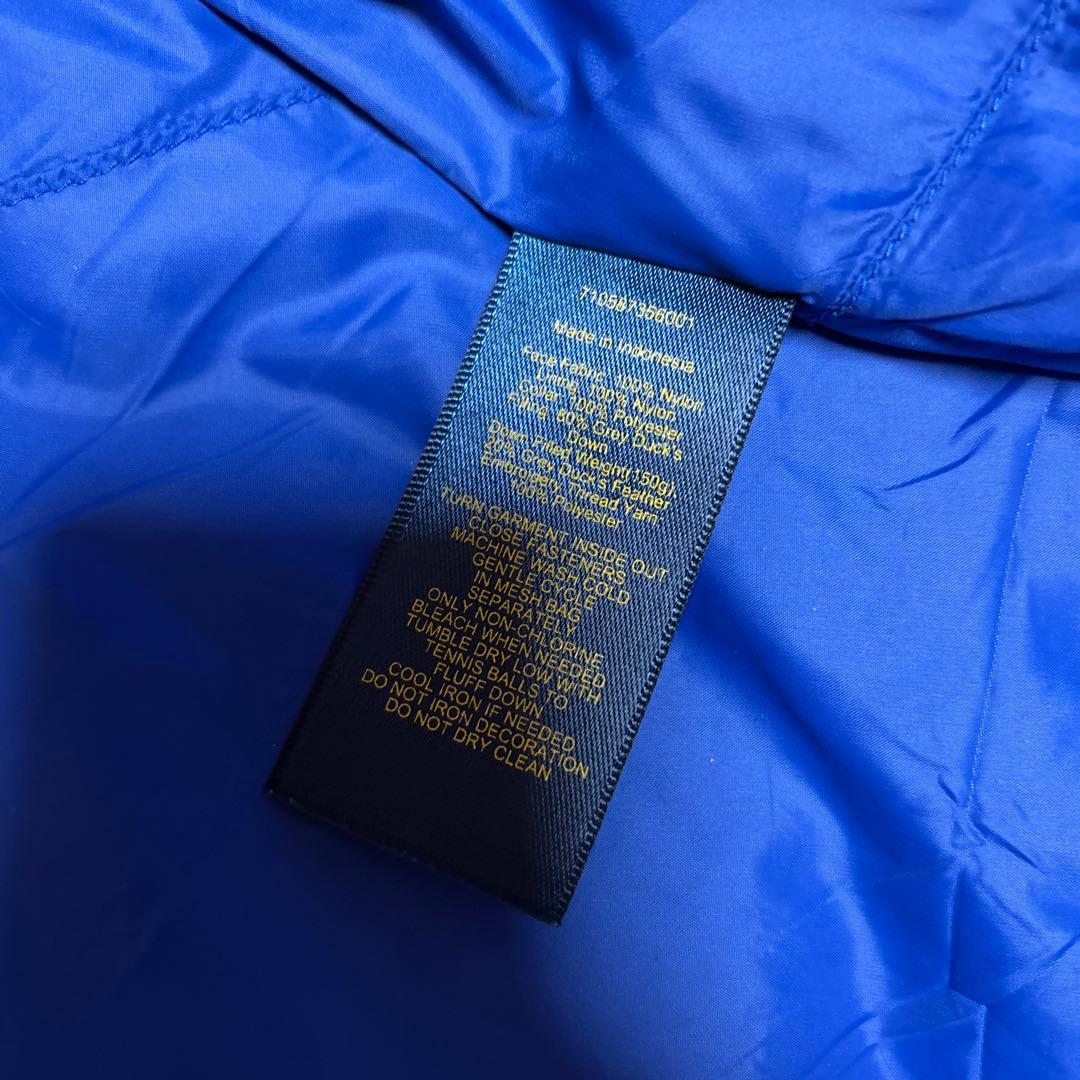 710587356001
Made in Indonesia
Face Fabric 100% Nylon
Lining 100% Nylon
Collar 100% Polyester
Filling 80% Grey Duck's
Down
Down Filled Weight(150g),
20% Grey Duck's Feather
Embroidery Thread Yarn
100% Polyester
TURN GARMENT INSIDE OUT
CLOSE FASTENERS
MACHINE WASH COLD
GENTLE CYCLE
IN MESH BAG
SEPARATELY
ONLY NON-CHLORINE
BLEACH WHEN NEEDED
TUMBLE DRY LOW WITH
TENNIS BALLS TO
FLUFF DOWN
COOL IRON IF NEEDED
DO NOT IRON DECORATION
DO NOT DRY CLEAN